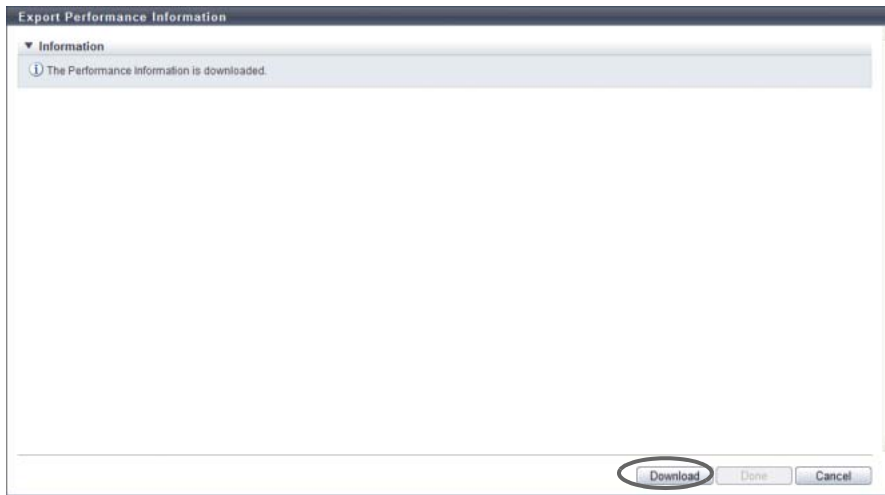 Export Performance Information
Information
The Performance Information is downloaded.
Download Done Cancel